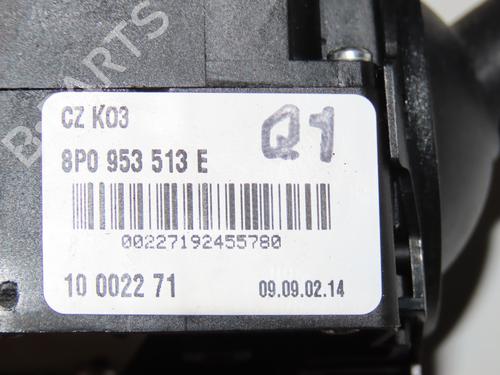 B-PARTS
CZ K03
Q1
8P0 953 513 E
00227192455780
10 0022 71
09.09.02.14